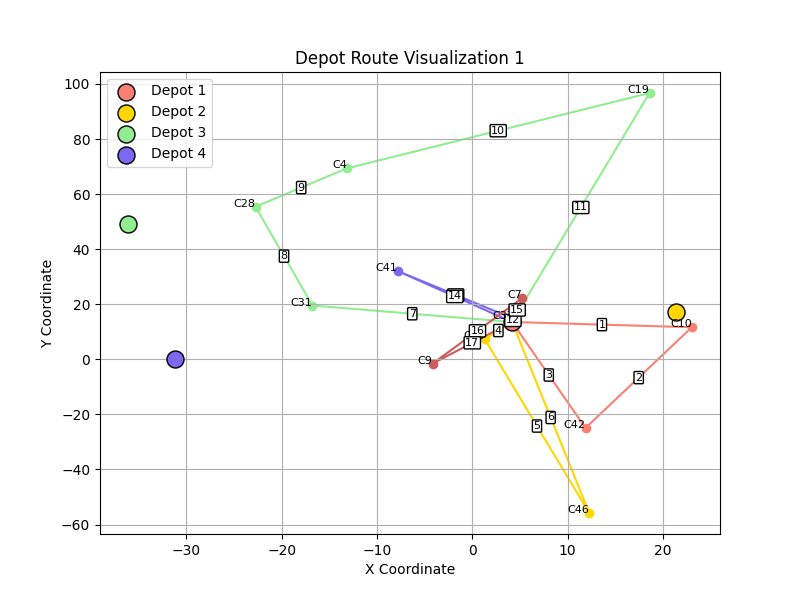 Depot Route Visualization 1
Depot 1
Depot 2
Depot 3
Depot 4
100
80
60
40
20
0
−20
−40
−60
−30
−20
−10
0
10
20
X Coordinate
Y Coordinate
C19
10
C4
9
C28
11
8
C41
14
C7
C31
7
15
12
1
C10
16
4
17
C9
3
2
6
5
C42
C46